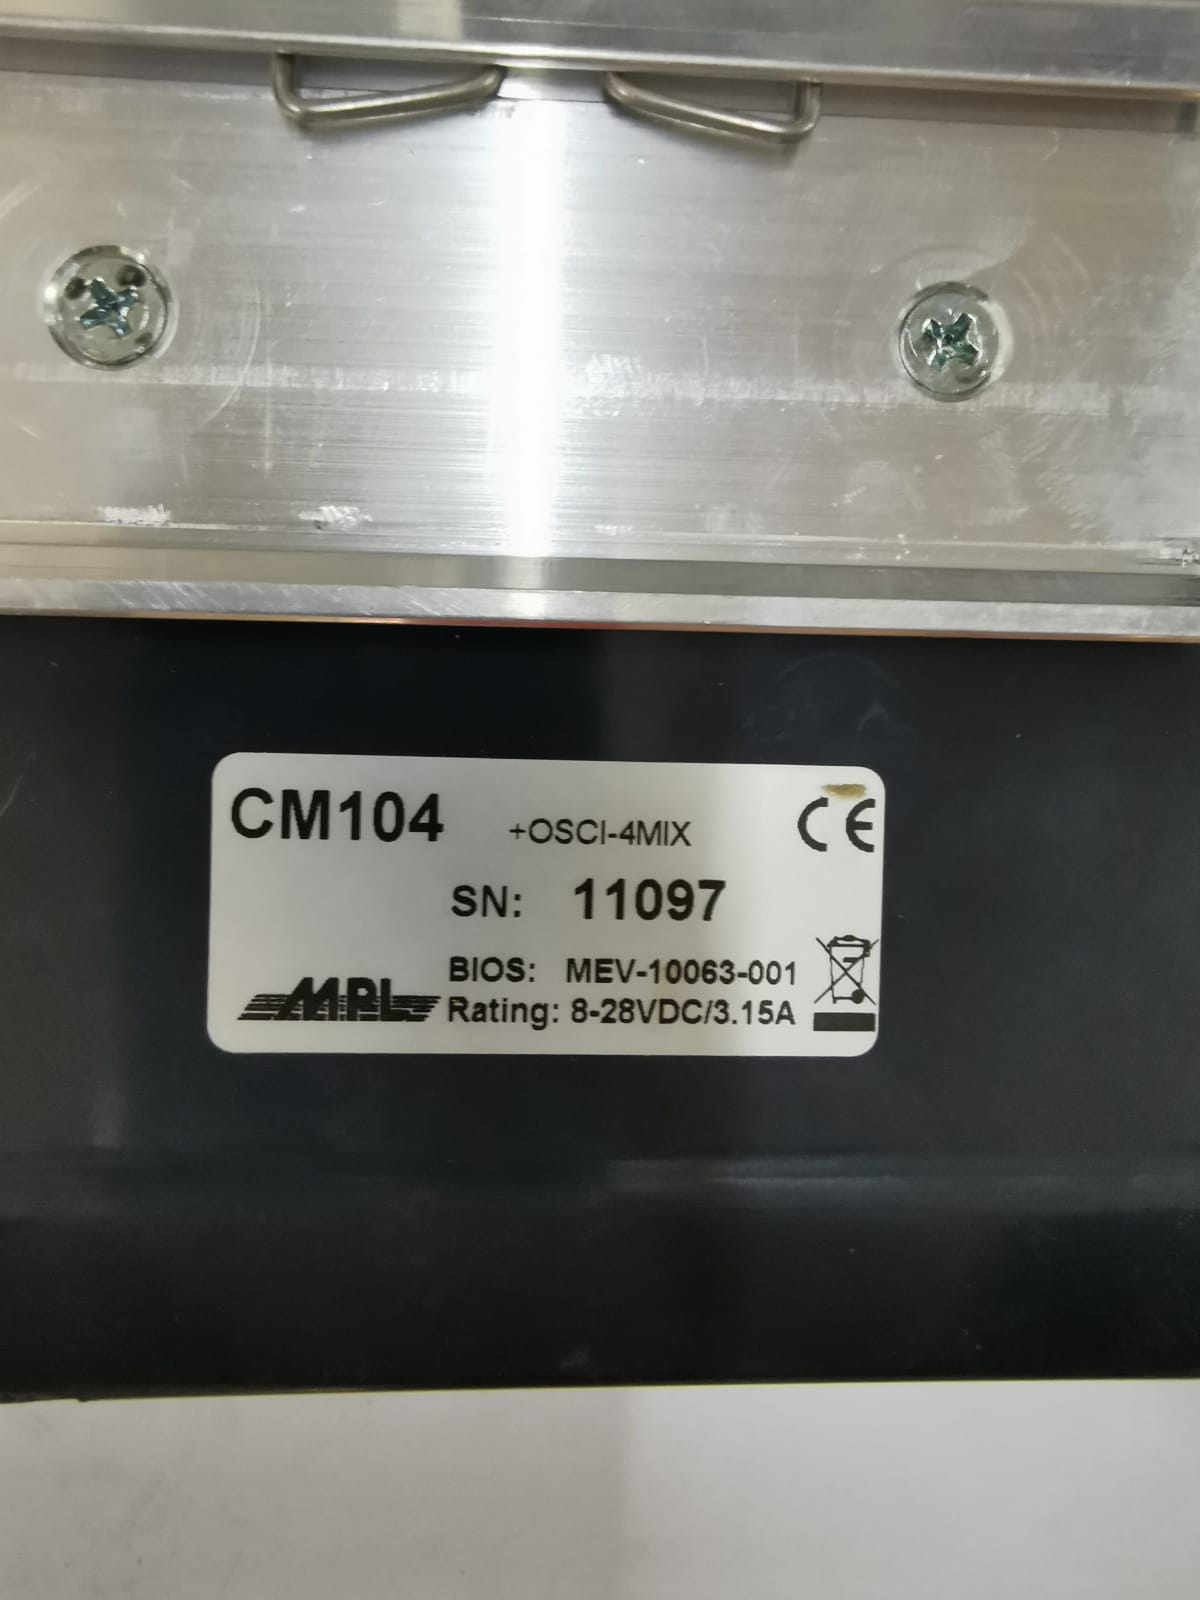 CM104 +OSCI-4MIX CE
SN: 11097
BIOS: MEV-10063-001
MPL Rating: 8-28VDC/3.15A